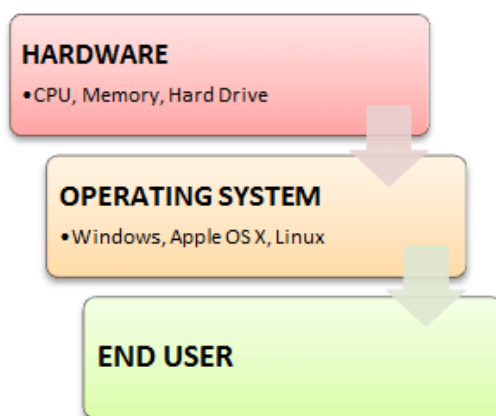 HARDWARE
•CPU, Memory, Hard Drive
OPERATING SYSTEM
•Windows, Apple OS X, Linux
END USER